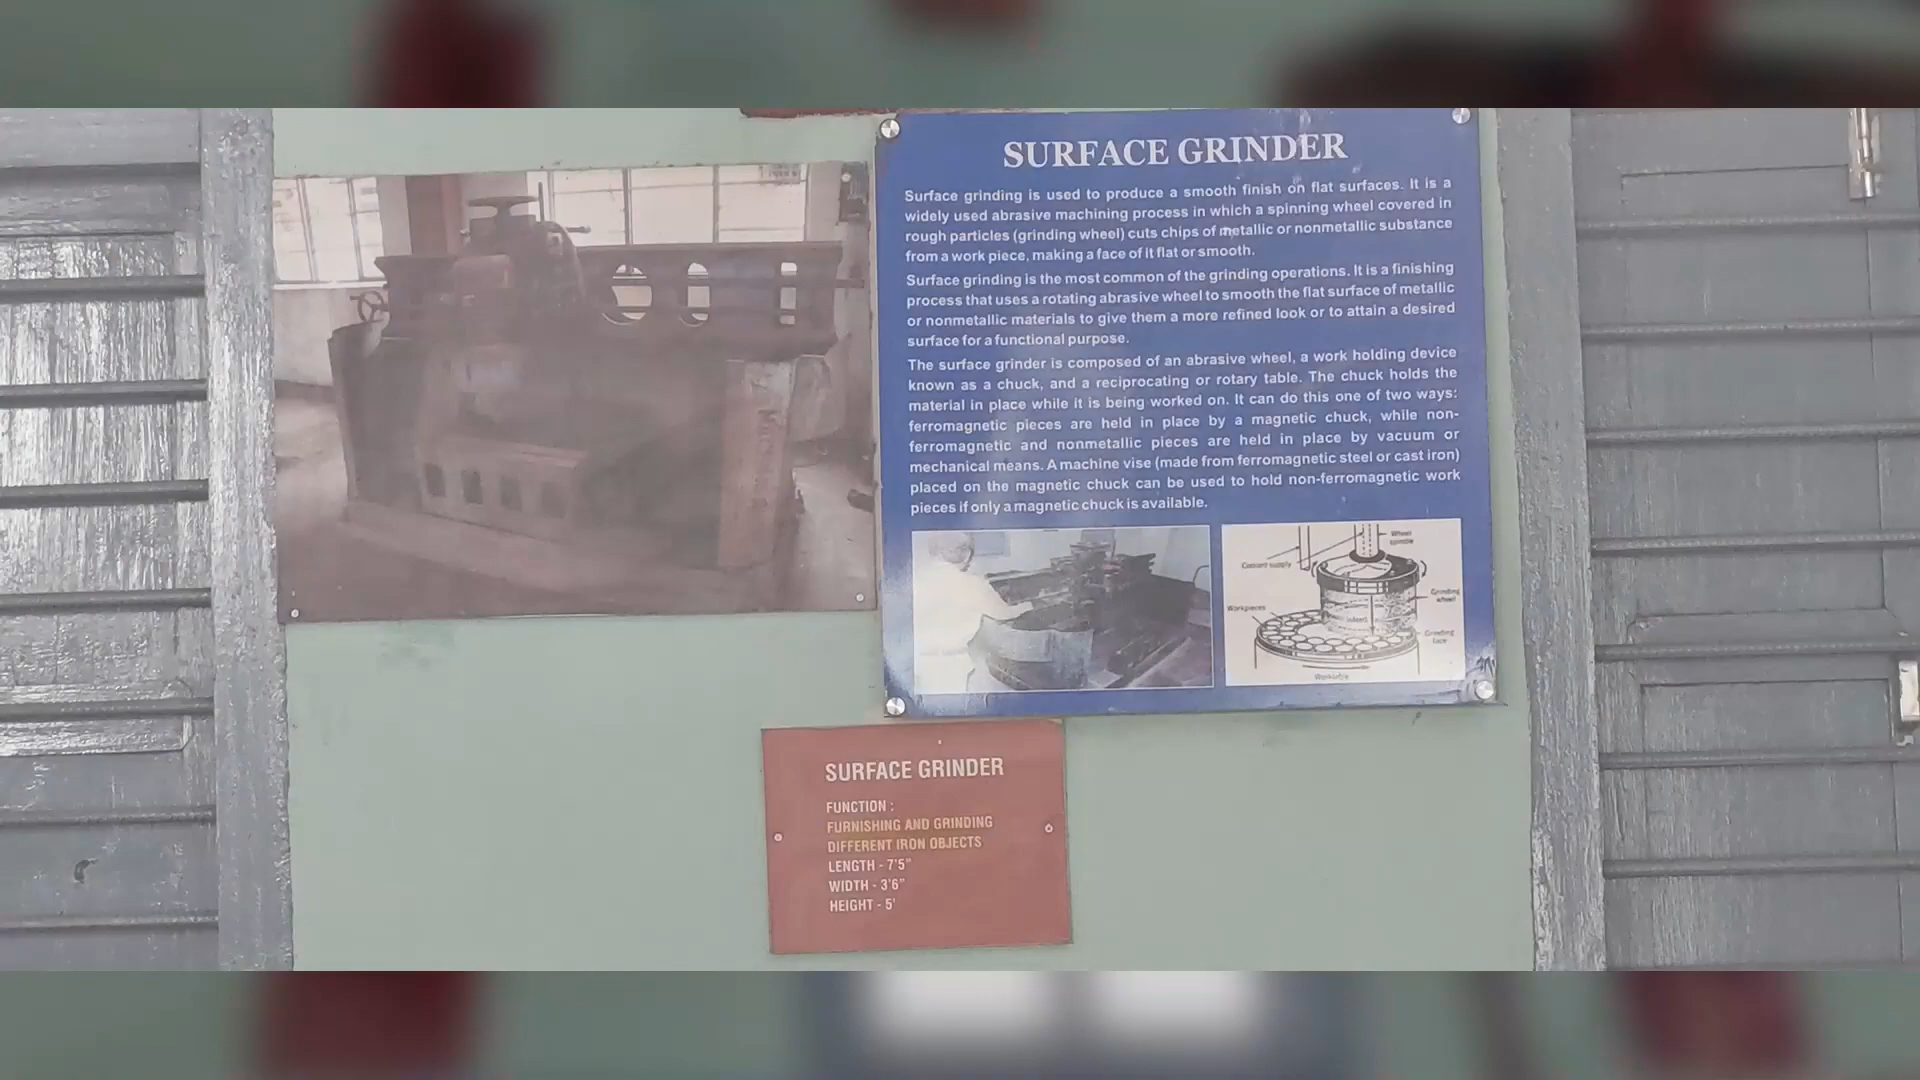 SURFACE GRINDER
Surface grinding is used to produce a smooth finish on flat surfaces. It is a
widely used abrasive machining process in which a spinning wheel covered in
rough particles (grinding wheel) cuts chips of metallic or nonmetallic substance
from a work piece, making a face of it flat or smooth.
Surface grinding is the most common of the grinding operations. It is a finishing
process that uses a rotating abrasive wheel to smooth the flat surface of metallic
or nonmetallic materials to give them a more refined look or to attain a desired
surface for a functional purpose.
The surface grinder is composed of an abrasive wheel, a work holding device
known as a chuck, and a reciprocating or rotary table. The chuck holds the
material in place while it is being worked on. It can do this one of two ways:
ferromagnetic pieces are held in place by a magnetic chuck, while non-
ferromagnetic and nonmetallic pieces are held in place by vacuum or
mechanical means. A machine vise (made from ferromagnetic steel or cast iron)
placed on the magnetic chuck can be used to hold non-ferromagnetic work
pieces if only a magnetic chuck is available.
Wheel
spindle
Coolant supply
Grinding
wheel
Workpieces
Infeed
Grinding
face
Worktable
SURFACE GRINDER
FUNCTION :
FURNISHING AND GRINDING
DIFFERENT IRON OBJECTS
LENGTH - 7'5"
WIDTH - 3'6"
HEIGHT - 5'